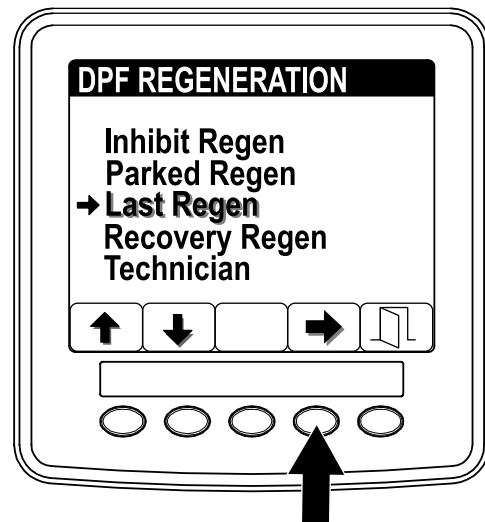 DPF REGENERATION
Inhibit Regen
Parked Regen
Last Regen
Recovery Regen
Technician